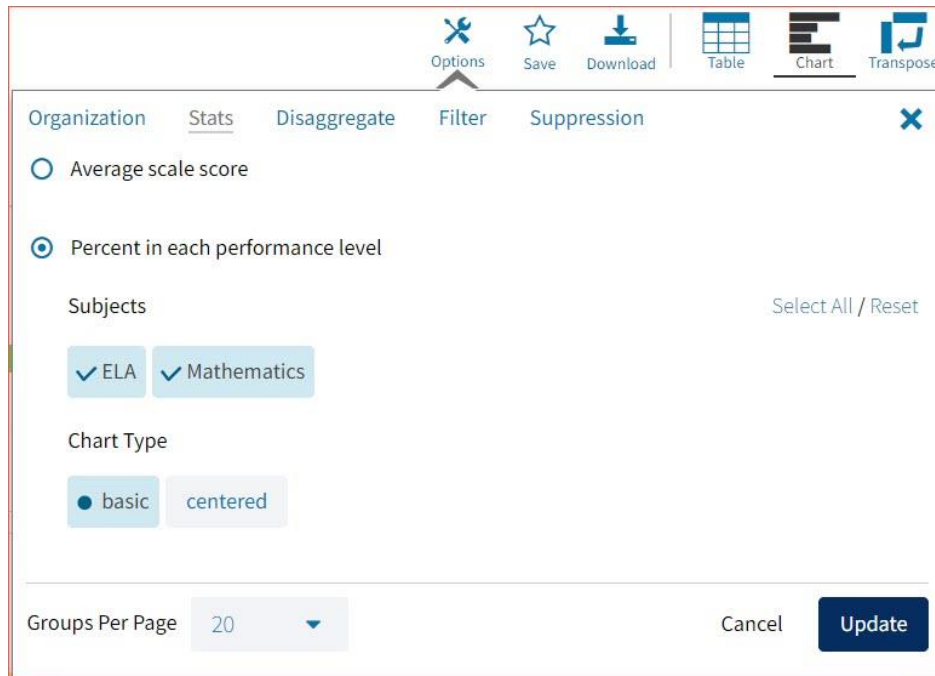 Options Save Download Table Chart Transpose
Organization Stats Disaggregate Filter Suppression
Average scale score
Percent in each performance level
Subjects Select All / Reset
ELA Mathematics
Chart Type
basic centered
Groups Per Page 20 Cancel Update